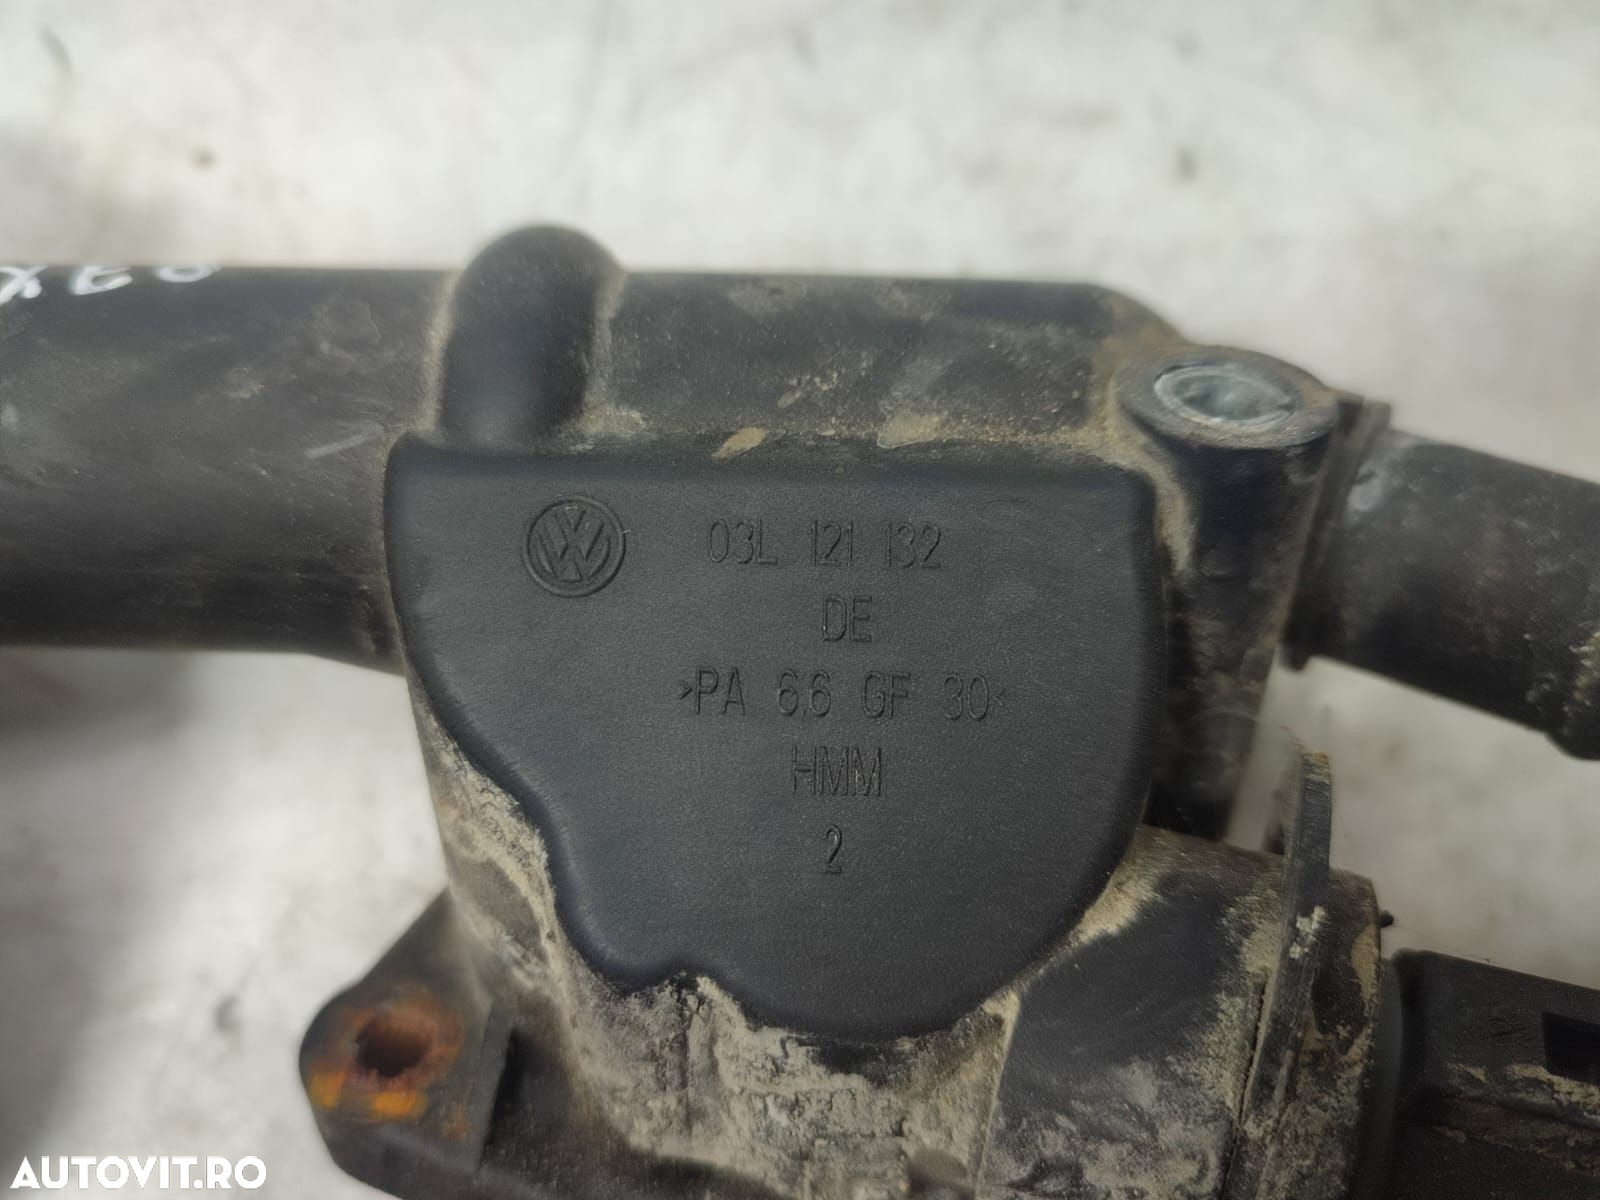 03L 121 132
DE
>PA 6.6 GF 30<
HMM
2
AUTOVIT.RO